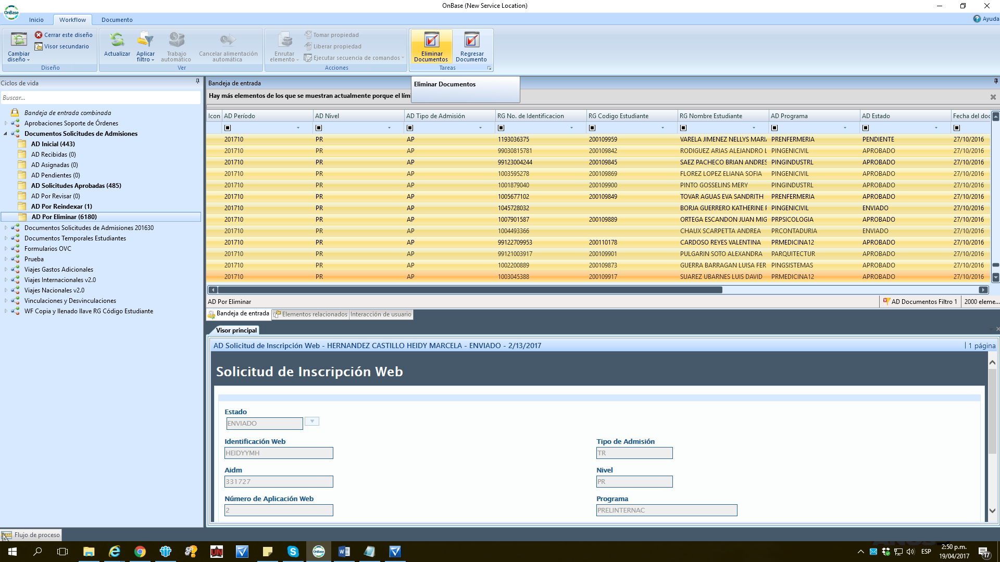 OnBase (New Service Location)
OnBase
Inicio
Workflow
Documento
Ayuda
Cambiar diseño
Cerrar este diseño
Visor secundario
Diseño
Actualizar
Aplicar filtro
Trabajo automático
Cancelar alimentación automática
Ver
Enrutar elemento
Tomar propiedad
Liberar propiedad
Ejecutar secuencia de comandos
Acciones
Eliminar Documentos
Regresar Documento
Tareas
Ciclos de vida
Buscar...
Bandeja de entrada combinada
Aprobaciones Soporte de Órdenes
Documentos Solicitudes de Admisiones
AD Inicial (443)
AD Recibidas (0)
AD Asignadas (0)
AD Pendientes (0)
AD Solicitudes Aprobadas (485)
AD Por Revisar (0)
AD Por Reindexar (1)
AD Por Eliminar (6180)
Documentos Solicitudes de Admisiones 201630
Documentos Temporales Estudiantes
Formularios OVC
Prueba
Viajes Gastos Adicionales
Viajes Internacionales v2.0
Viajes Nacionales v2.0
Vinculaciones y Desvinculaciones
WF Copia y llenado llave RG Código Estudiante
Bandeja de entrada
Eliminar Documentos
Hay más elementos de los que se muestran actualmente porque el lími
Icon AD Período AD Nivel AD Tipo de Admisión RG No. de Identificacion RG Codigo Estudiante RG Nombre Estudiante AD Programa AD Estado Fecha del doc
201710 PR AP 1193036375 200109959 VARELA JIMENEZ NELLYS MARI PRENFERMERIA PENDIENTE 27/10/2016
201710 PR AP 99030815781 200109842 RODIGUEZ ARIAS ALEJANDRO L PINGENICIVIL APROBADO 27/10/2016
201710 PR AP 99123004244 200109845 SAEZ PACHECO BRIAN ANDRES PINGINDUSTRL APROBADO 27/10/2016
201710 PR AP 1003595278 200109869 FLOREZ LOPEZ ELIANA SOFIA PINGENICIVIL APROBADO 27/10/2016
201710 PR AP 1001879040 200109900 PINTO GOSSELINS MERY PINGINDUSTRL APROBADO 27/10/2016
201710 PR AP 1005677102 200109849 TOVAR AGUAS EVA SANDRITH PRENFERMERIA APROBADO 27/10/2016
201710 PR AP 1045728032 BORJA GUERRERO KATHERINE P PINGENICIVIL ENVIADO 27/10/2016
201710 PR AP 1007901587 200109889 ORTEGA ESCANDON JUAN MIG PRPSICOLOGIA APROBADO 27/10/2016
201710 PR AP 1004493366 CHAUX SCARPETTA ANDREA PRCONTADURIA ENVIADO 27/10/2016
201710 PR AP 99122709953 200110178 CARDOSO REYES VALENTINA PRMEDICINA12 APROBADO 27/10/2016
201710 PR AP 99121003917 200109901 PULGARIN SOTO ALEXANDRA PARQUITECTUR APROBADO 27/10/2016
201710 PR AP 1002200889 200109873 GUERRA BARRAGAN LUISA FER PINGSISTEMAS APROBADO 27/10/2016
201710 PR AP 1003045388 200109917 SUAREZ UBARNES LUIS DAVID PRMEDICINA12 APROBADO 27/10/2016
AD Por Eliminar
AD Documentos Filtro 1
2000 eleme...
Bandeja de entrada
Elementos relacionados
Interacción de usuario
Visor principal
AD Solicitud de Inscripción Web - HERNANDEZ CASTILLO HEIDY MARCELA - ENVIADO - 2/13/2017
1 página
Solicitud de Inscripción Web
Estado
ENVIADO
Identificación Web
HEIDYYMH
Tipo de Admisión
TR
Aidm
331727
Nivel
PR
Número de Aplicación Web
2
Programa
PRELINTERNAC
Flujo de proceso
ESP
2:50 p.m.
19/04/2017
17